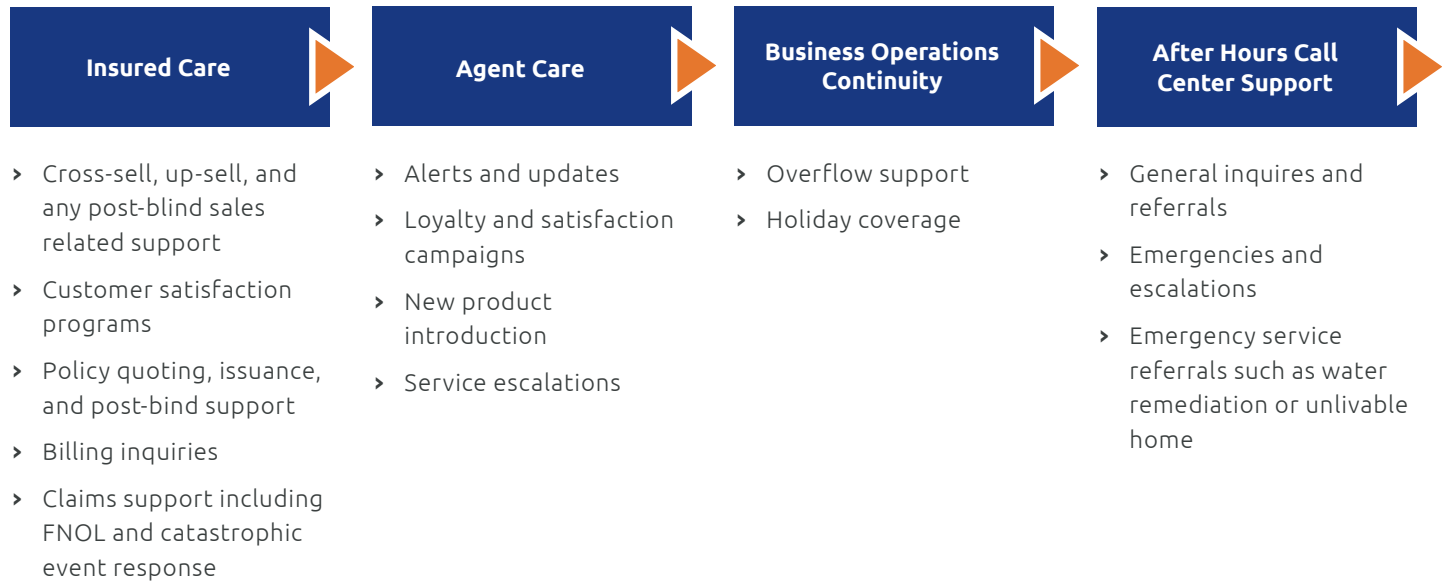 Insured Care
Cross-sell, up-sell, and
any post-blind sales
related support
Customer satisfaction
programs
Policy quoting, issuance,
and post-bind support
Billing inquiries
Claims support including
FNOL and catastrophic
event response
Agent Care
Alerts and updates
Loyalty and satisfaction
campaigns
New product
introduction
Service escalations
Business Operations
Continuity
Overflow support
Holiday coverage
After Hours Call
Center Support
General inquires and
referrals
Emergencies and
escalations
Emergency service
referrals such as water
remediation or unlivable
home